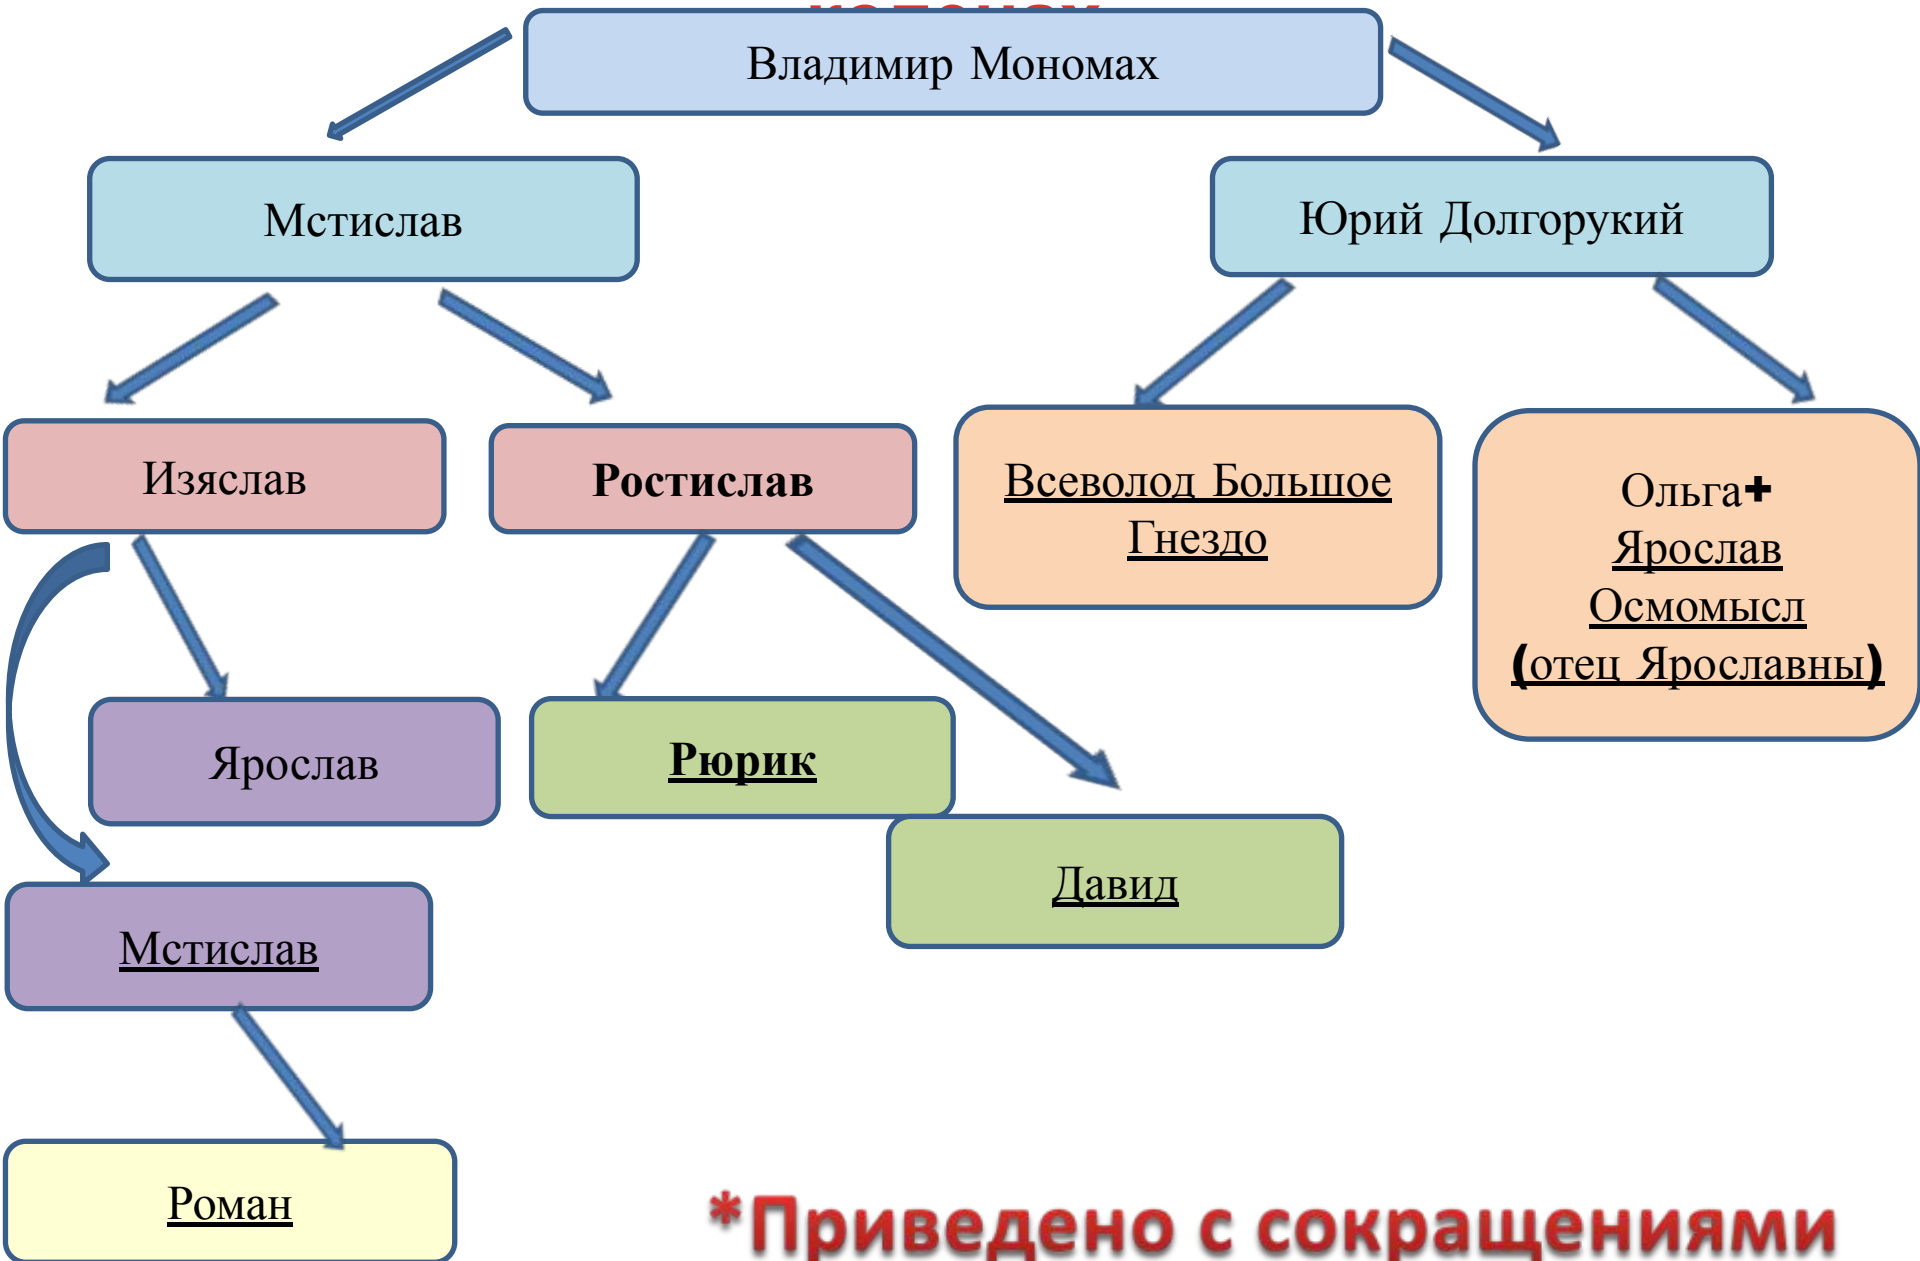 Владимир Мономах
Мстислав
Юрий Долгорукий
Изяслав
Ростислав
Всеволод Большое
Гнездо
Ольга+
Ярослав
Осмомысл
(отец Ярославны)
Ярослав
Рюрик
Давид
Мстислав
Роман
*Приведено с сокращениями